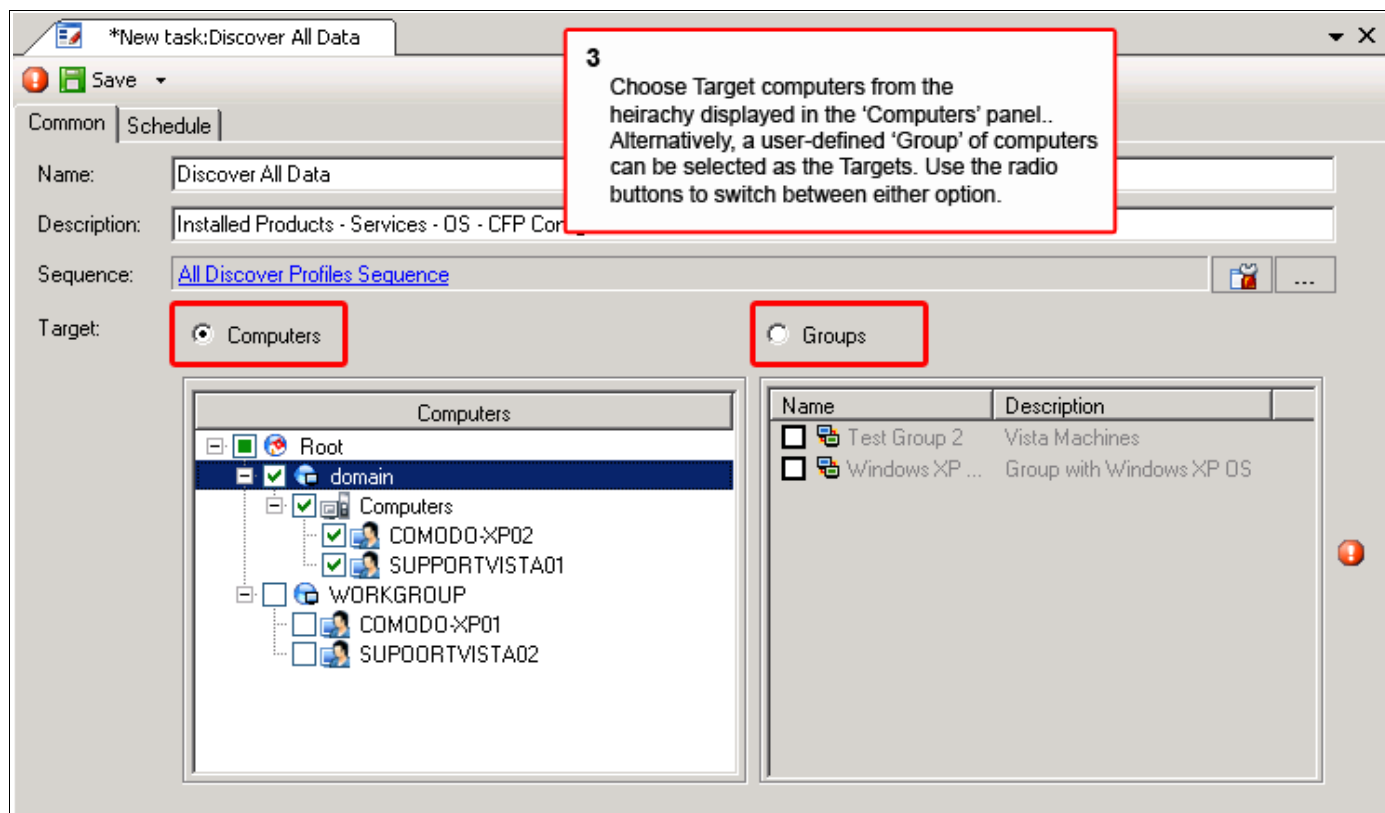 *New task:Discover All Data
Save
Common Schedule
3
Choose Target computers from the
heirachy displayed in the ‘Computers’ panel..
Alternatively, a user-defined ‘Group’ of computers
can be selected as the Targets. Use the radio
buttons to switch between either option.
Name: Discover All Data
Description: Installed Products - Services - OS - CFP
Sequence: All Discover Profiles Sequence ...
Target: Computers Groups
Computers
Root
domain
Computers
COMODO-XP02
SUPPORTVISTA01
WORKGROUP
COMODO-XP01
SUPOORTVISTA02
Name Description
Test Group 2 Vista Machines
Windows XP ... Group with Windows XP OS